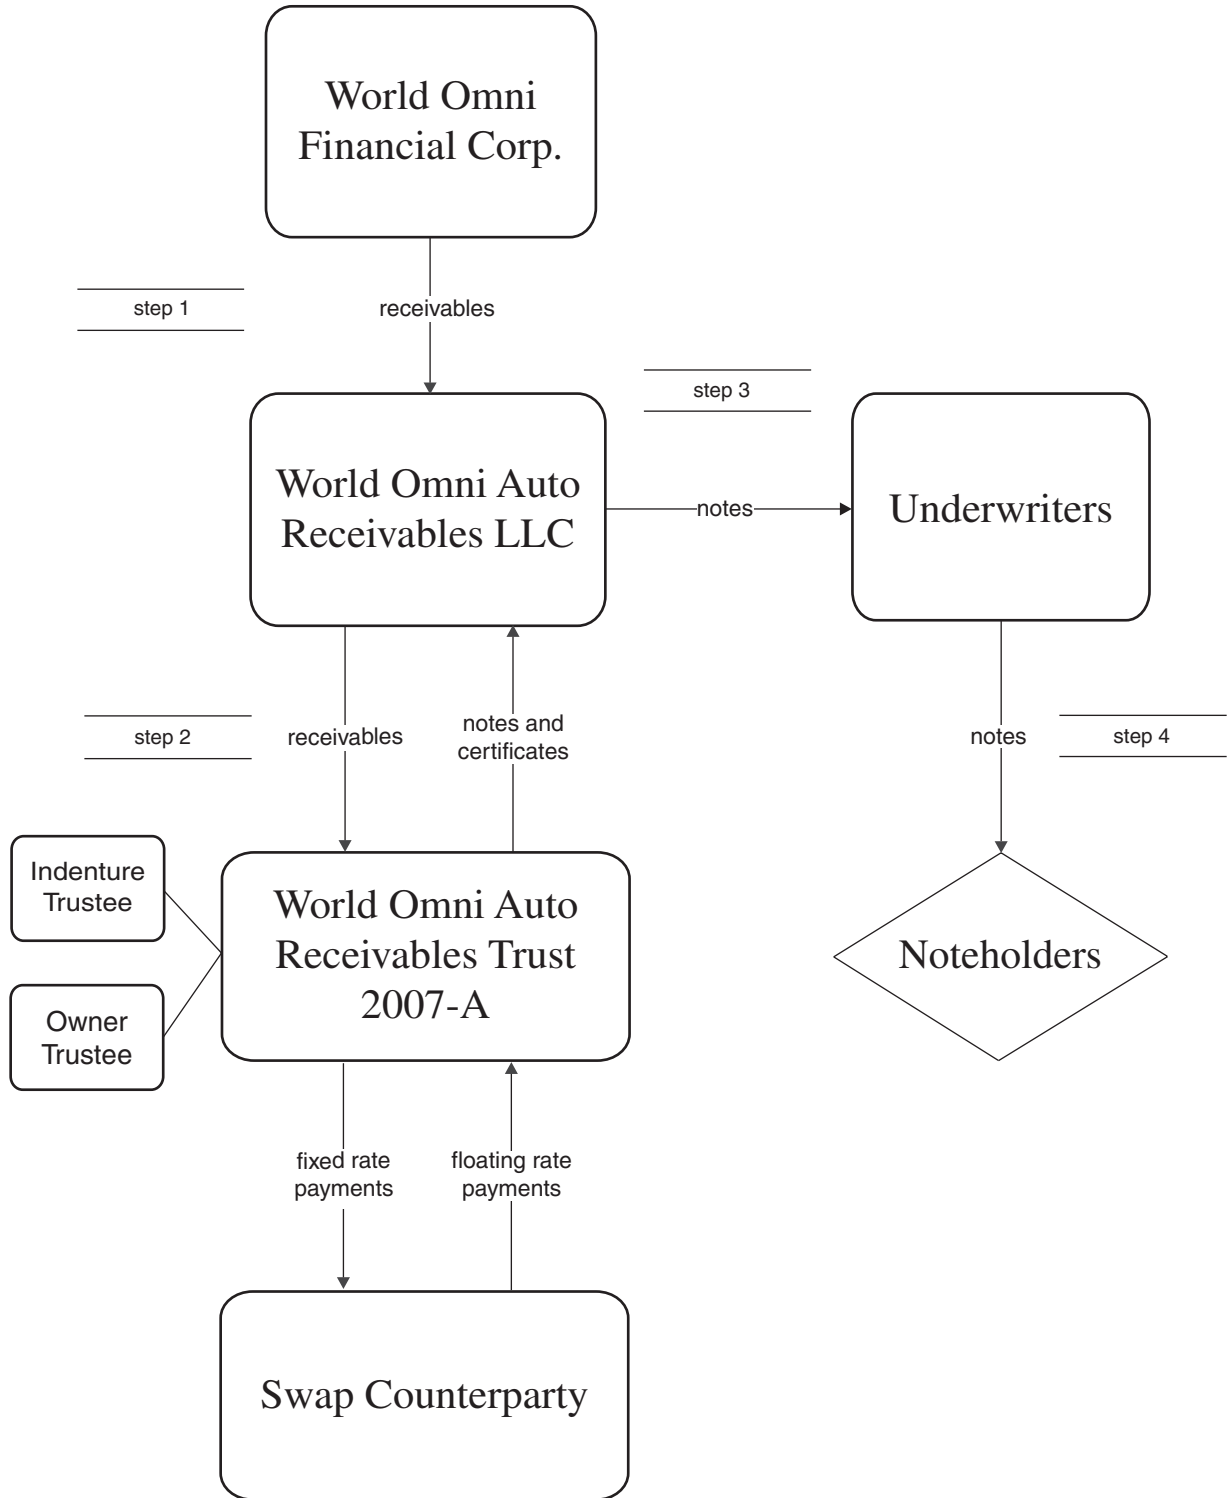 World Omni
Financial Corp.
step 1
receivables
step 3
World Omni Auto
Receivables LLC
notes
Underwriters
step 2
receivables
notes and
certificates
notes
step 4
Indenture
Trustee
Owner
Trustee
World Omni Auto
Receivables Trust
2007-A
Noteholders
fixed rate
payments
floating rate
payments
Swap Counterparty